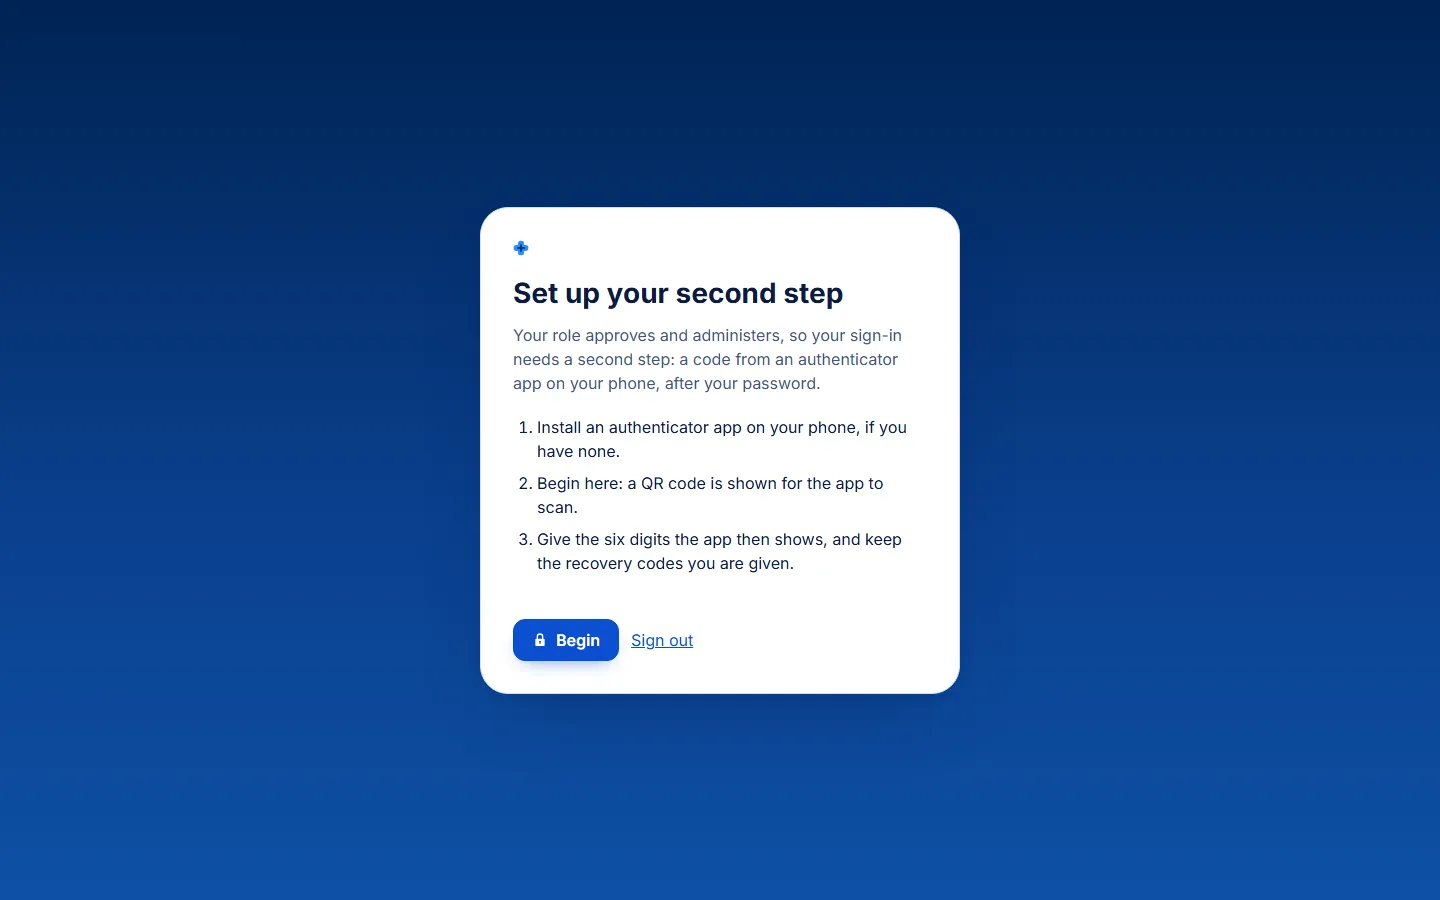 Set up your second step
Your role approves and administers, so your sign-in
needs a second step: a code from an authenticator
app on your phone, after your password.
1. Install an authenticator app on your phone, if you
have none.
2. Begin here: a QR code is shown for the app to
scan.
3. Give the six digits the app then shows, and keep
the recovery codes you are given.
Begin Sign out